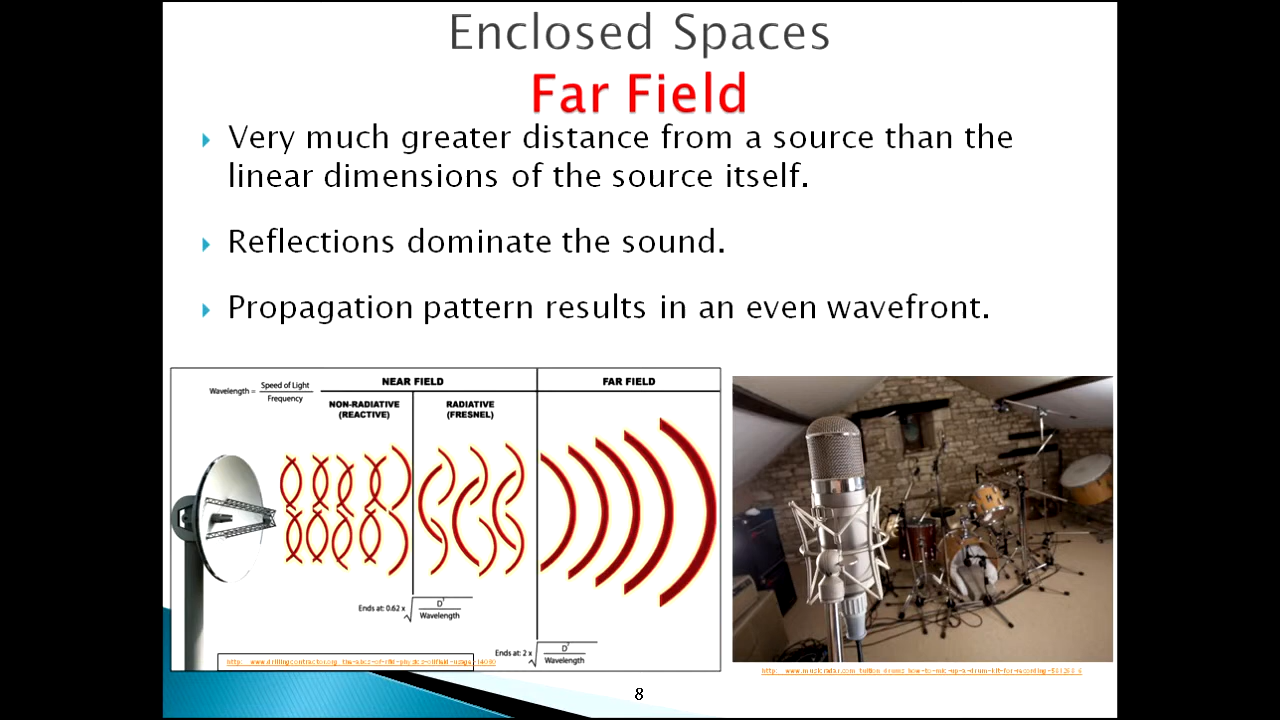 Enclosed Spaces
Far Field
Very much greater distance from a source than the
linear dimensions of the source itself.
Reflections dominate the sound.
Propagation pattern results in an even wavefront.
Wavelength = Speed of Light
Frequency
NEAR FIELD
FAR FIELD
NON-RADIATIVE
(REACTIVE)
RADIATIVE
(FRESNEL)
Ends at: 0.62 x √ D
Wavelength
Ends at: 2 x √ D
Wavelength
8